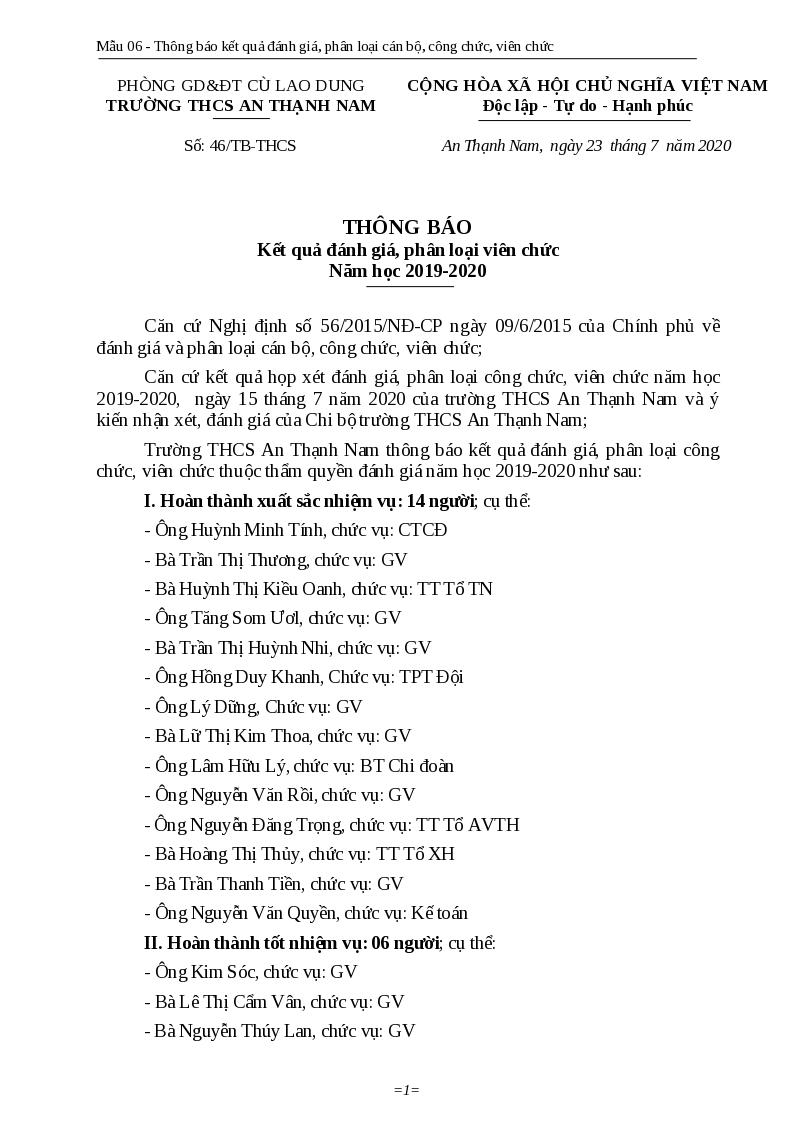 Mẫu 06 - Thông báo kết quả đánh giá, phân loại cán bộ, công chức, viên chức
PHÒNG GD&ĐT CÙ LAO DUNG
TRƯỜNG THCS AN THẠNH NAM
CỘNG HÒA XÃ HỘI CHỦ NGHĨA VIỆT NAM
Độc lập - Tự do - Hạnh phúc
Số: 46/TB-THCS
An Thạnh Nam, ngày 23 tháng 7 năm 2020
THÔNG BÁO
Kết quả đánh giá, phân loại viên chức
Năm học 2019-2020
Căn cứ Nghị định số 56/2015/NĐ-CP ngày 09/6/2015 của Chính phủ về
đánh giá và phân loại cán bộ, công chức, viên chức;
Căn cứ kết quả họp xét đánh giá, phân loại công chức, viên chức năm học
2019-2020, ngày 15 tháng 7 năm 2020 của trường THCS An Thạnh Nam và ý
kiến nhận xét, đánh giá của Chi bộ trường THCS An Thạnh Nam;
Trường THCS An Thạnh Nam thông báo kết quả đánh giá, phân loại công
chức, viên chức thuộc thẩm quyền đánh giá năm học 2019-2020 như sau:
I. Hoàn thành xuất sắc nhiệm vụ: 14 người; cụ thể:
- Ông Huỳnh Minh Tính, chức vụ: CTCĐ
- Bà Trần Thị Thương, chức vụ: GV
- Bà Huỳnh Thị Kiều Oanh, chức vụ: TT Tổ TN
- Ông Tăng Som Ươl, chức vụ: GV
- Bà Trần Thị Huỳnh Nhi, chức vụ: GV
- Ông Hồng Duy Khanh, Chức vụ: TPT Đội
- Ông Lý Dững, Chức vụ: GV
- Bà Lữ Thị Kim Thoa, chức vụ: GV
- Ông Lâm Hữu Lý, chức vụ: BT Chi đoàn
- Ông Nguyễn Văn Rồi, chức vụ: GV
- Ông Nguyễn Đăng Trọng, chức vụ: TT Tổ AVTH
- Bà Hoàng Thị Thủy, chức vụ: TT Tổ XH
- Bà Trần Thanh Tiền, chức vụ: GV
- Ông Nguyễn Văn Quyền, chức vụ: Kế toán
II. Hoàn thành tốt nhiệm vụ: 06 người; cụ thể:
- Ông Kim Sóc, chức vụ: GV
- Bà Lê Thị Cẩm Vân, chức vụ: GV
- Bà Nguyễn Thúy Lan, chức vụ: GV
=1=